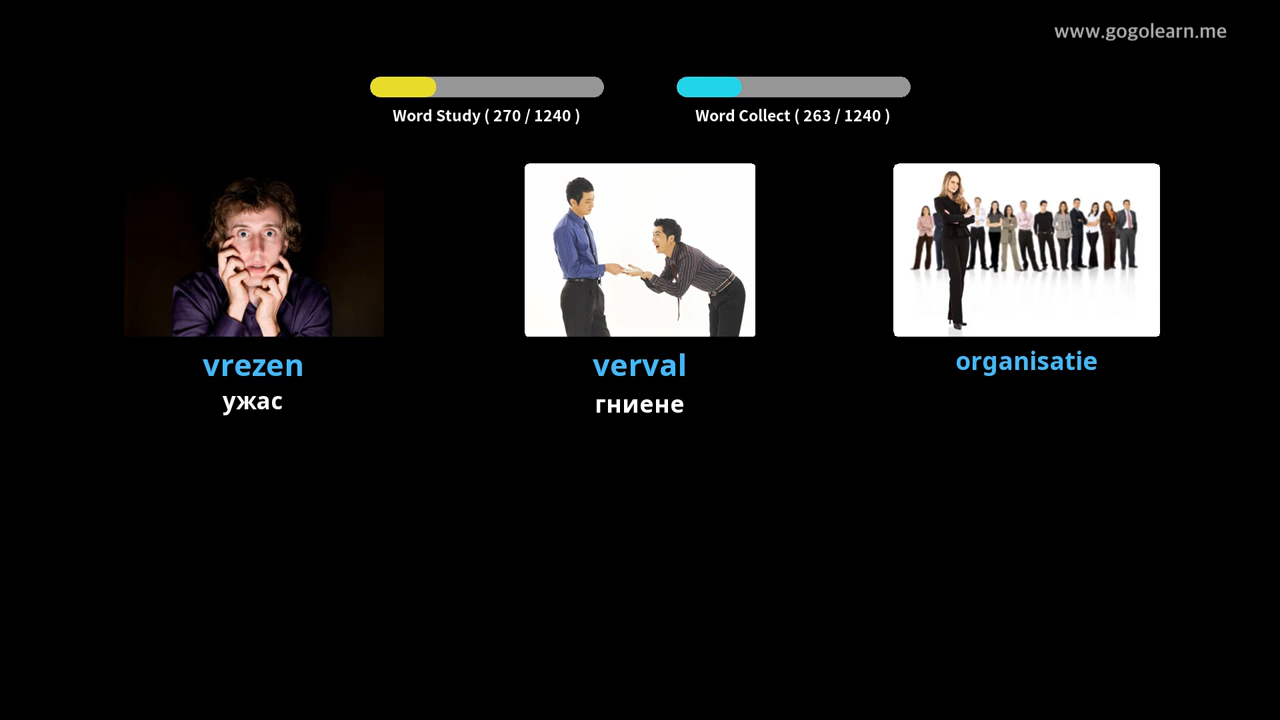 www.gogolearn.me
Word Study ( 270 / 1240 )
Word Collect ( 263 / 1240 )
vrezen
verval
organisatie
ужас
гниене